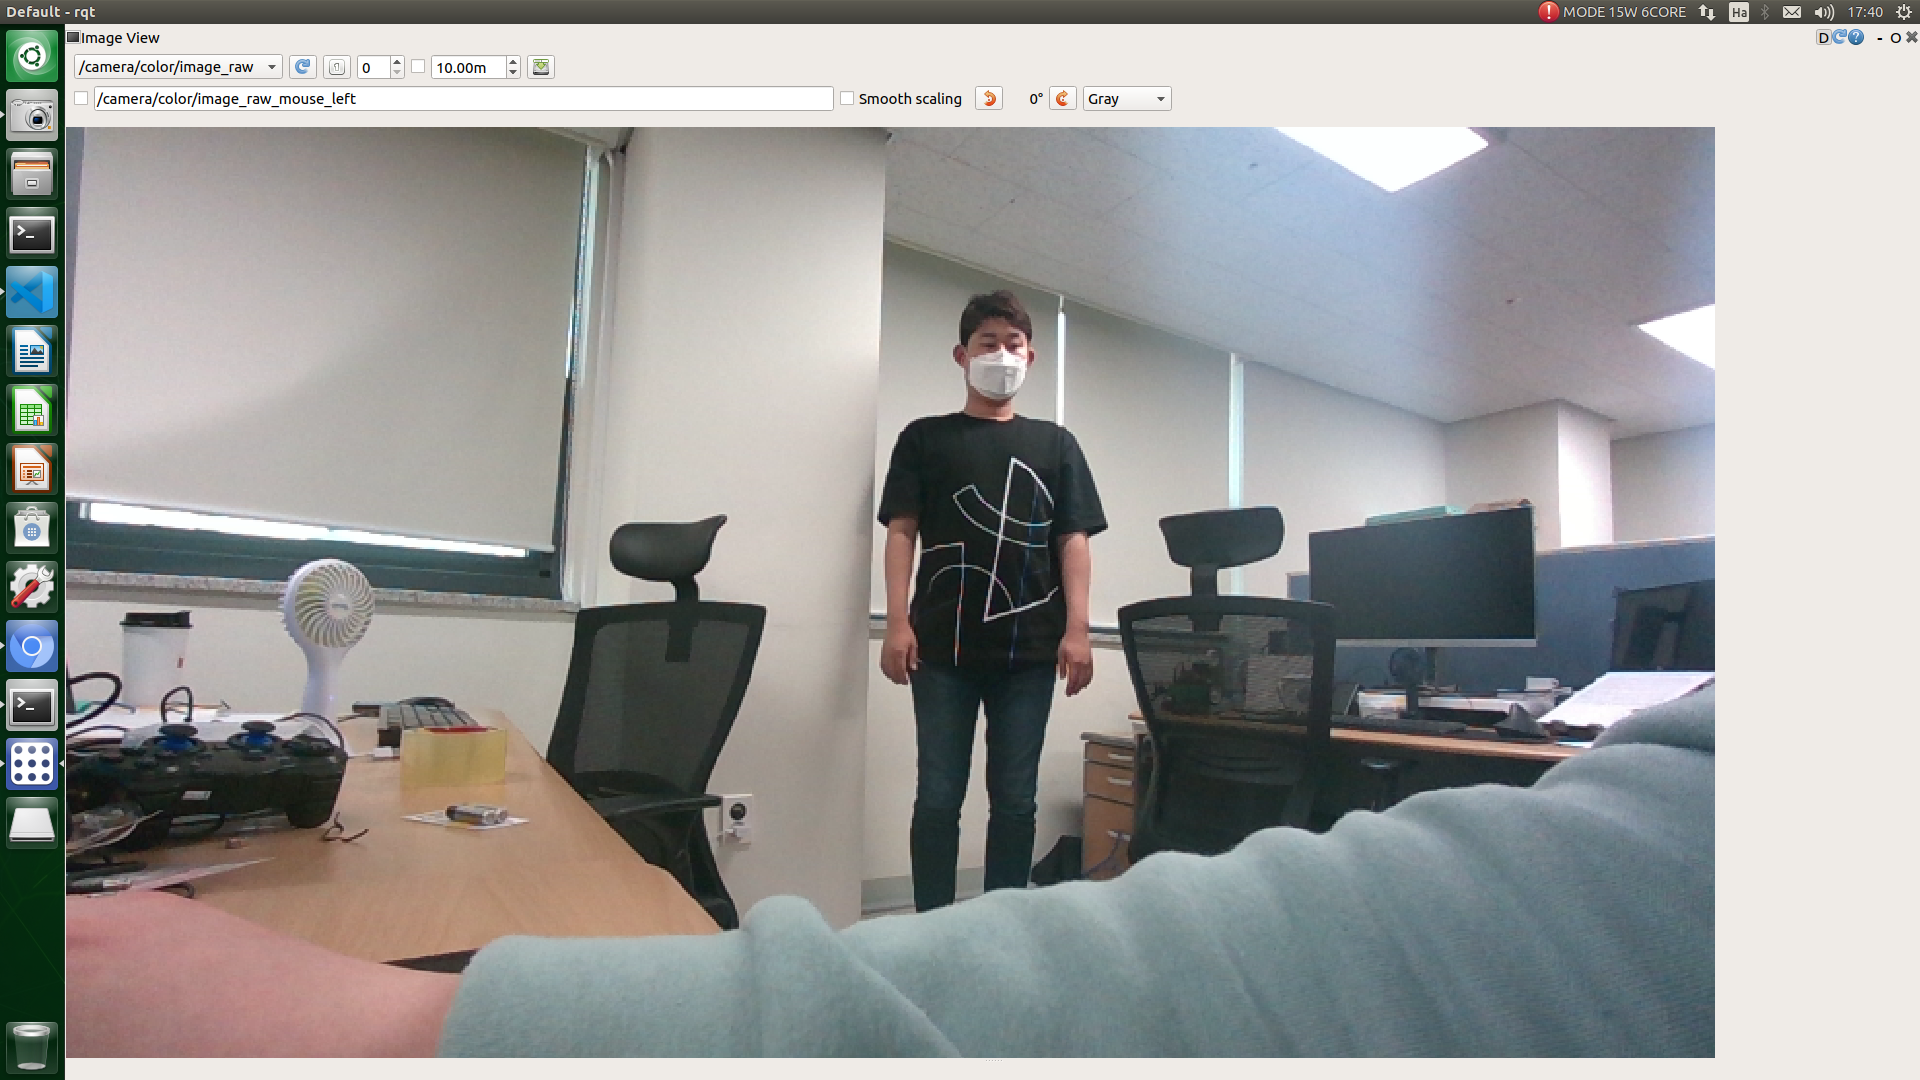 Default - rqt
MODE 15W 6CORE
Ha
17:40
Image View
D
- O
/camera/color/image_raw
0
10.00m
/camera/color/image_raw_mouse_left
Smooth scaling
0°
Gray